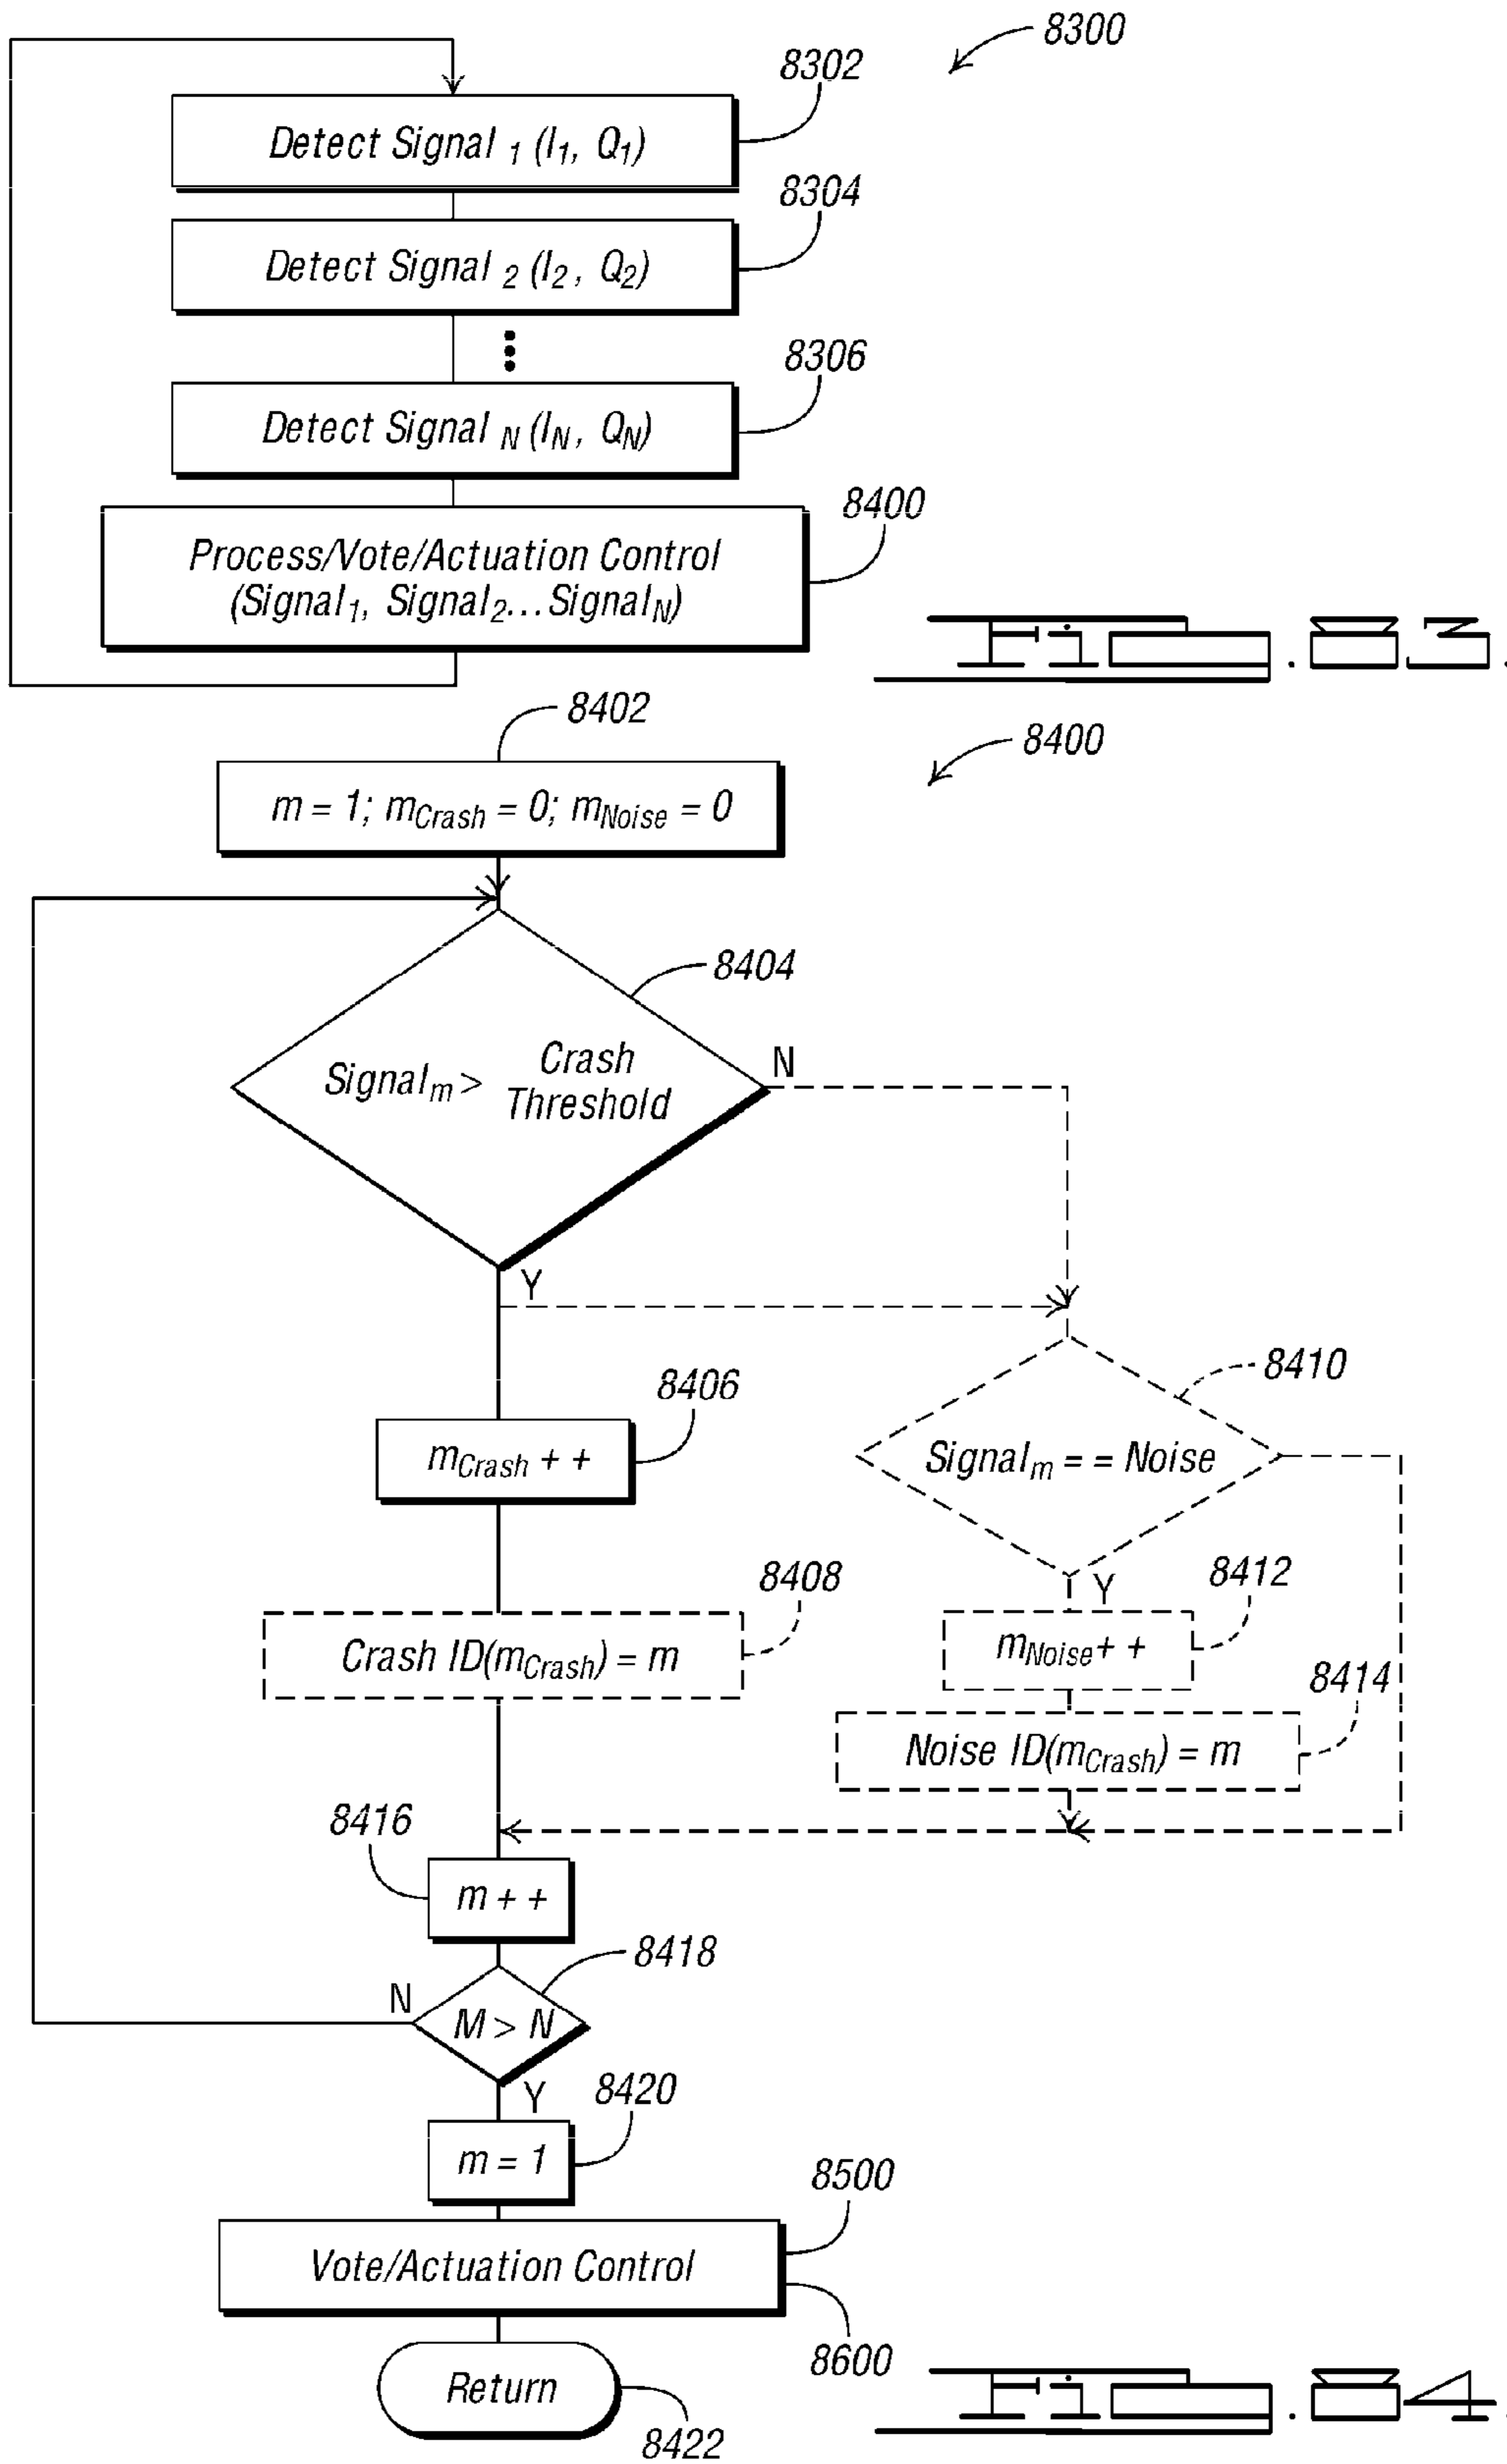 8300
8302
Detect Signal 1 (I1, Q1)
8304
Detect Signal 2 (I2, Q2)
8306
Detect Signal N (IN, QN)
8400
Process/Vote/Actuation Control
(Signal1, Signal2...SignalN)
Fig. 83.
8402
8400
m = 1; mCrash = 0; mNoise = 0
8404
Signalm > Crash
Threshold
N
Y
8410
8406
mCrash + +
Signalm = = Noise
8408
8412
Y
Crash ID(mCrash) = m
mNoise + +
8414
Noise ID(mCrash) = m
8416
m + +
8418
N
M > N
Y
8420
m = 1
8500
Vote/Actuation Control
8600
Return
8422
Fig. 84.